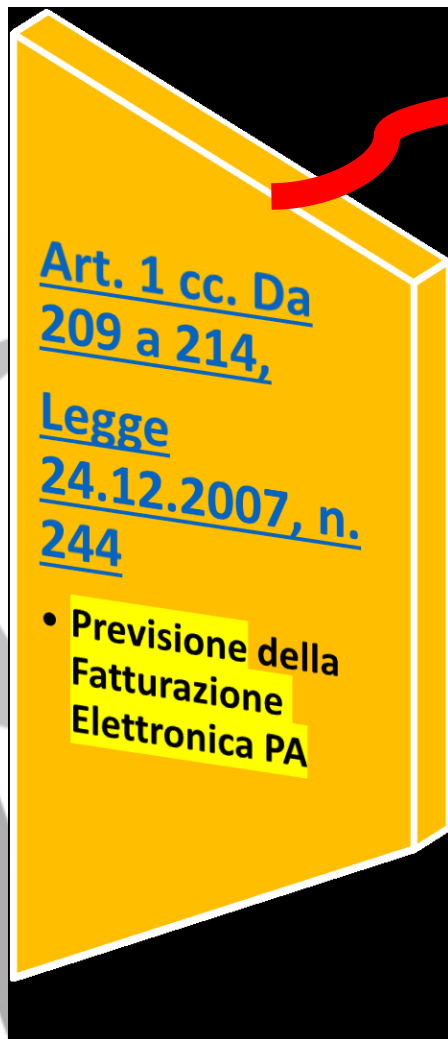 Art. 1 cc. Da
209 a 214,
Legge
24.12.2007, n.
244
• Previsione della
Fatturazione
Elettronica PA